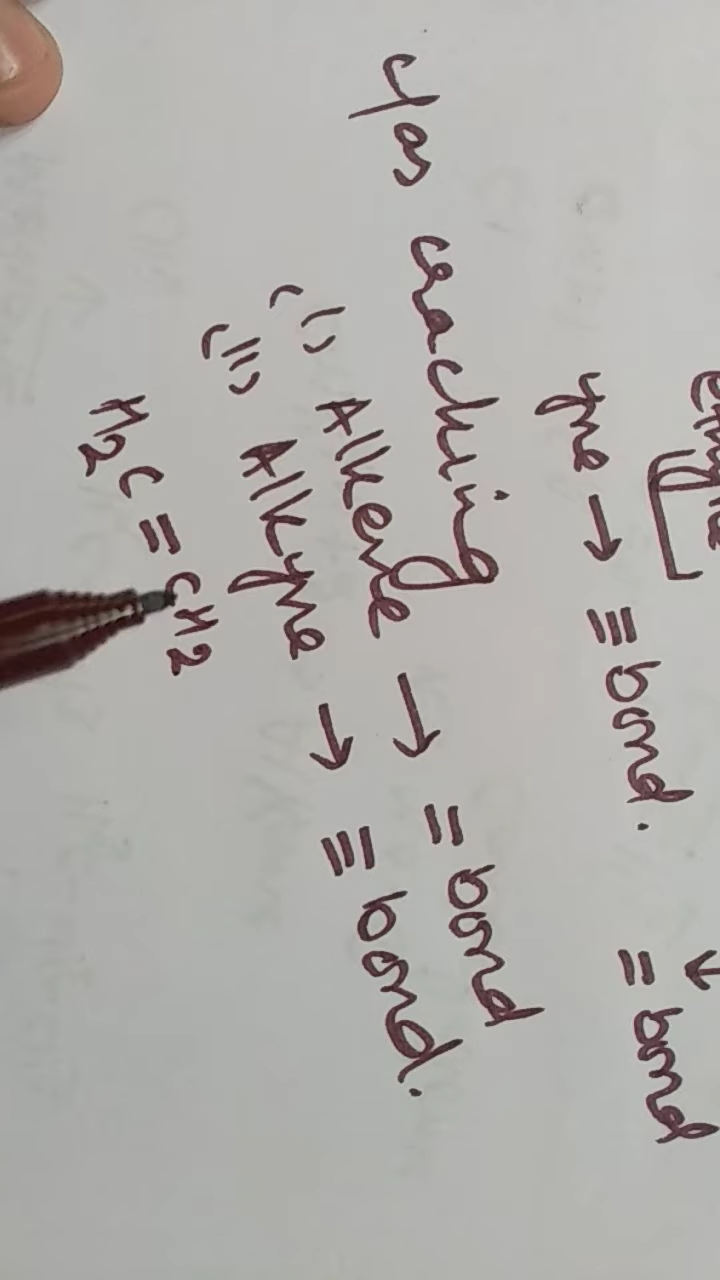 ↓
yne → ≡ bond. = bond
Gas cracking
(i) Alkene → = bond
(ii) Alkyne → ≡ bond.
H2C = CH2